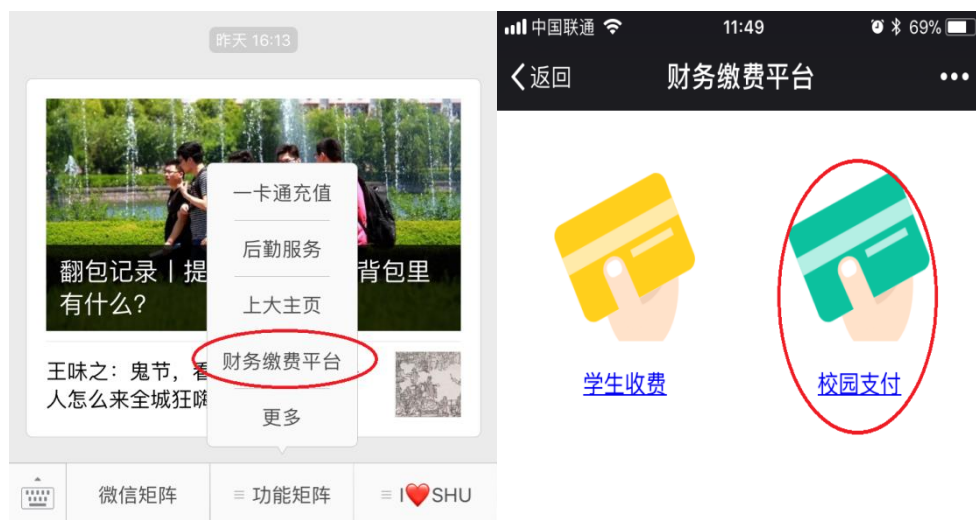 昨天 16:13
翻包记录丨提
背包里
有什么?
王味之：鬼节，看
人怎么来全城狂嗨
一卡通充值
后勤服务
上大主页
财务缴费平台
更多
微信矩阵
≡ 功能矩阵
≡ I❤️SHU
中国联通
11:49
69%
返回
财务缴费平台
•••
学生收费
校园支付